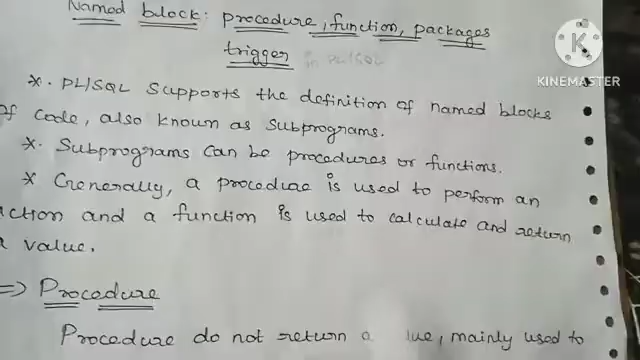 Named block: procedure, function, packages
trigger in PL/SQL
KINEMASTER
*. PL/SQL supports the definition of named blocks
of code, also known as subprograms.
*. Subprograms can be procedures or functions.
* Generally, a procedure is used to perform an
action and a function is used to calculate and return
a value.
=> Procedure
Procedure do not return a lue, mainly used to